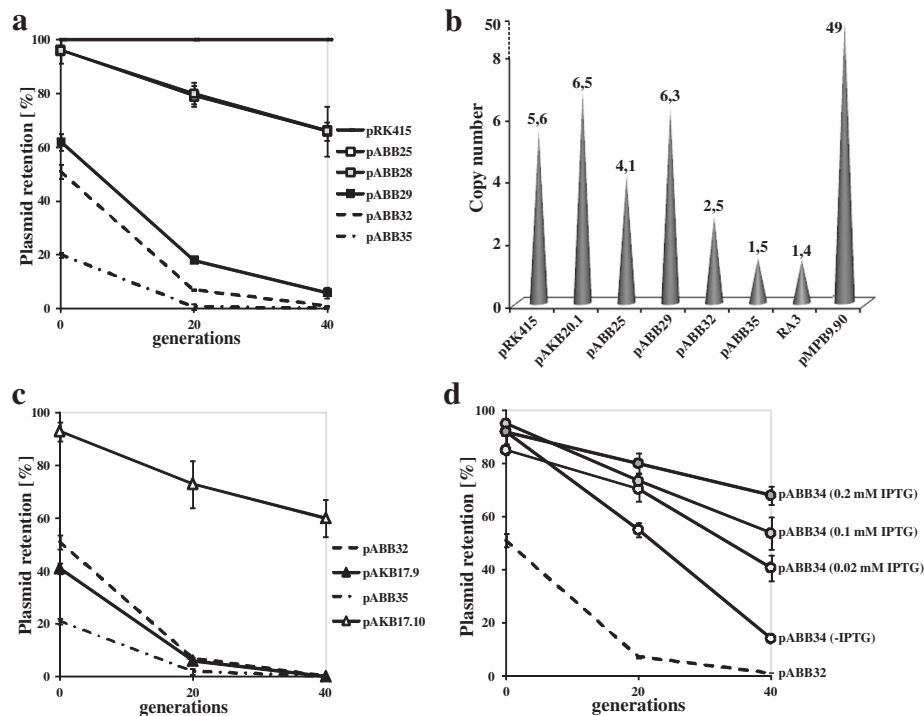 a
Plasmid retention [%]
100
80
60
40
20
0
0
20
40
generations
pRK415
pABB25
pABB28
pABB29
pABB32
pABB35
b
Copy number
50
8
6
4
2
0
5,6
6,5
4,1
6,3
2,5
1,5
1,4
49
pRK415
pAKB20.1
pABB25
pABB29
pABB32
pABB35
RA3
pMPB9.90
c
Plasmid retention [%]
100
80
60
40
20
0
0
20
40
generations
pABB32
pAKB17.9
pABB35
pAKB17.10
d
Plasmid retention [%]
100
80
60
40
20
0
0
20
40
generations
pABB34 (0.2 mM IPTG)
pABB34 (0.1 mM IPTG)
pABB34 (0.02 mM IPTG)
pABB34 (-IPTG)
pABB32